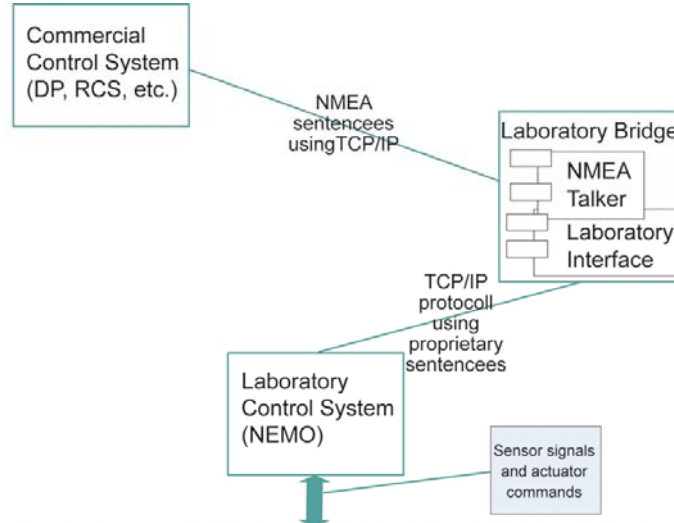 Commercial
Control System
(DP, RCS, etc.)
NMEA
sentencees
usingTCP/IP
Laboratory Bridge
NMEA
Talker
Laboratory
Interface
TCP/IP
protocoll
using
proprietary
sentencees
Laboratory
Control System
(NEMO)
Sensor signals
and actuator
commands